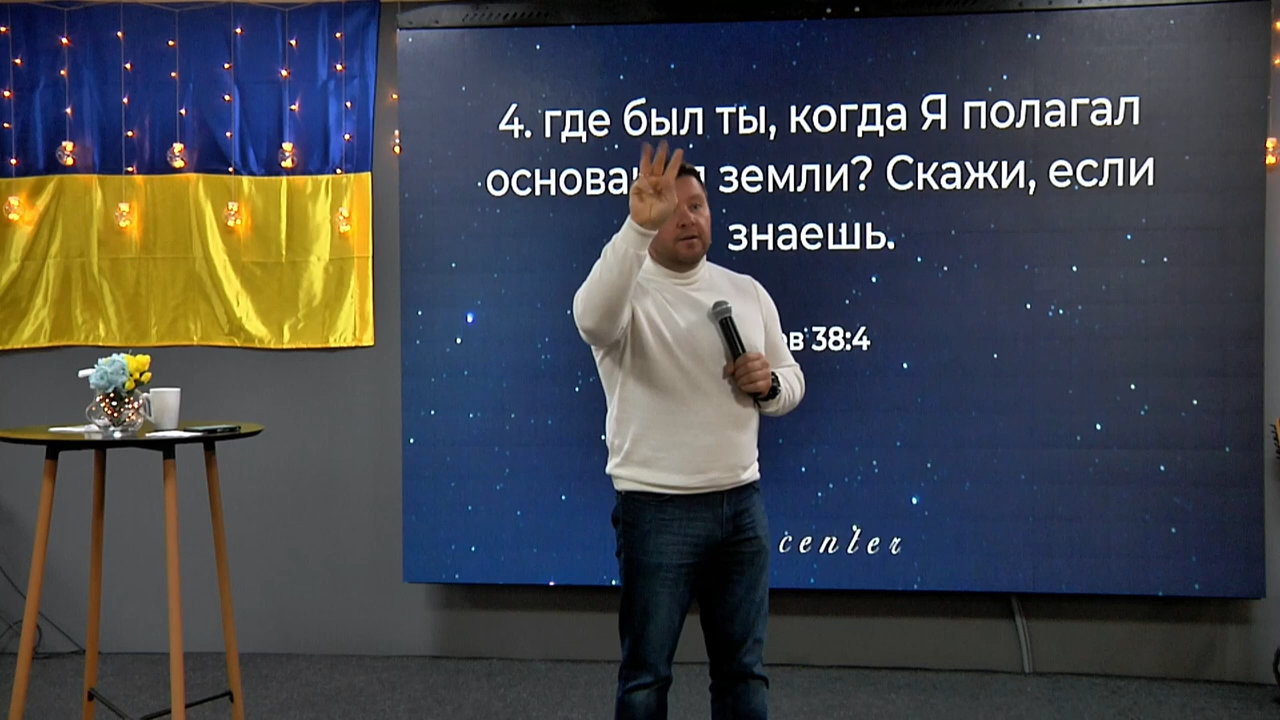 4. где был ты, когда Я полагал
земли? Скажи, если
знаешь.
38:4
center